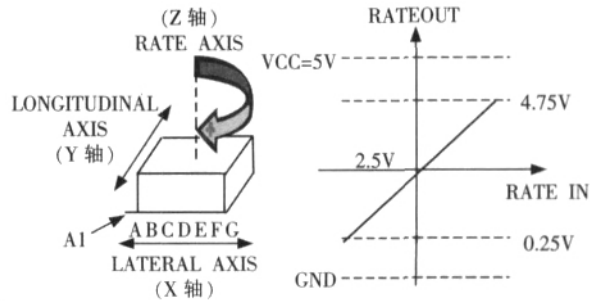 (Z 轴)
RATE AXIS
LONGITUDINAL
AXIS
(Y 轴)
A1
A B C D E F G
LATERAL AXIS
(X 轴)
RATEOUT
VCC=5V
4.75V
2.5V
RATE IN
0.25V
GND